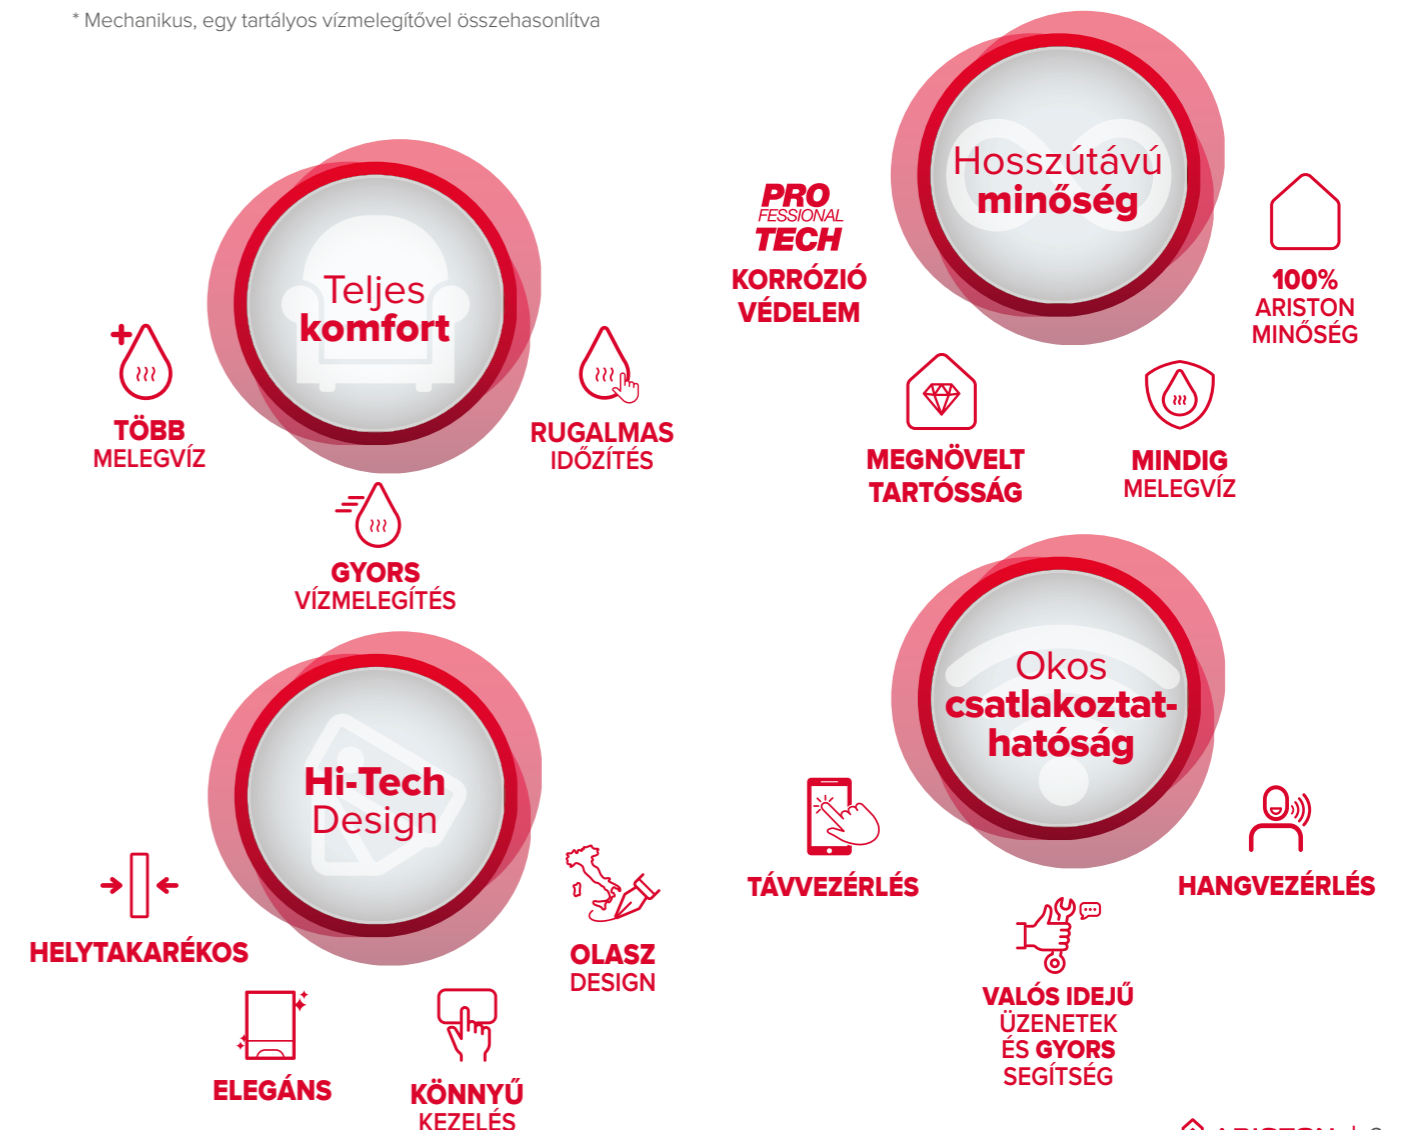 * Mechanikus, egy tartályos vízmelegítővel összehasonlítva
Teljes
komfort
TÖBB
MELEGVÍZ
RUGALMAS
IDŐZÍTÉS
GYORS
VÍZMELEGÍTÉS
Hosszútávú
minőség
PRO
FESSIONAL
TECH
KORRÓZIÓ
VÉDELEM
100%
ARISTON
MINŐSÉG
MEGNÖVELT
TARTÓSSÁG
MINDIG
MELEGVÍZ
Hi-Tech
Design
HELYTAKARÉKOS
OLASZ
DESIGN
ELEGÁNS
KÖNNYŰ
KEZELÉS
Okos
csatlakoztat-
hatóság
TÁVVEZÉRLÉS
HANGVEZÉRLÉS
VALÓS IDEJŰ
ÜZENETEK
ÉS GYORS
SEGÍTSÉG
ARISTON